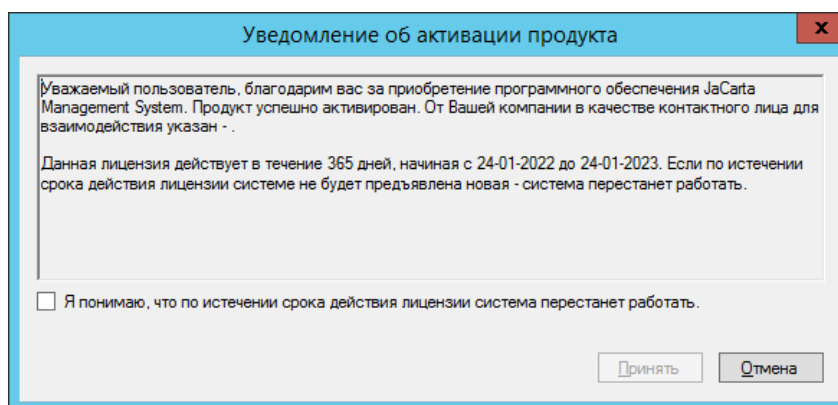 Уведомление об активации продукта
x
Уважаемый пользователь, благодарим вас за приобретение программного обеспечения JaCarta
Management System. Продукт успешно активирован. От Вашей компании в качестве контактного лица для
взаимодействия указан - .
Данная лицензия действует в течение 365 дней, начиная с 24-01-2022 до 24-01-2023. Если по истечении
срока действия лицензии системе не будет предъявлена новая - система перестанет работать.
Я понимаю, что по истечении срока действия лицензии система перестанет работать.
Принять
Отмена